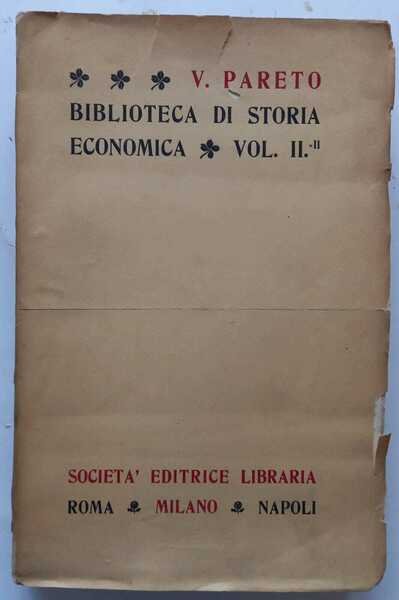 V. PARETO
BIBLIOTECA DI STORIA
ECONOMICA VOL. II.-II
SOCIETA' EDITRICE LIBRARIA
ROMA MILANO NAPOLI